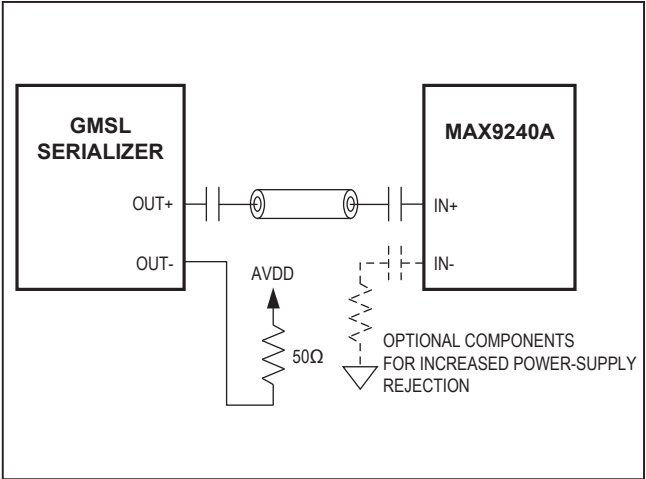 GMSL
SERIALIZER
MAX9240A
OUT+
IN+
OUT-
AVDD
IN-
50Ω
OPTIONAL COMPONENTS
FOR INCREASED POWER-SUPPLY
REJECTION